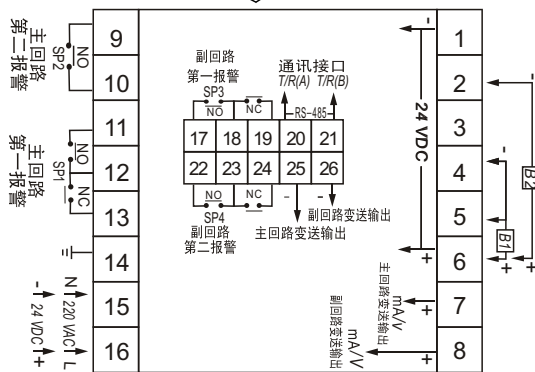 主回路
第二报警
SP2
NO
9
10
主回路
第一报警
SP1
NO
NC
11
12
13
14
- 24 VDC +
N 220 VAC L
15
16
副回路
第一报警
SP3
NO
NC
通讯接口
T/R(A) T/R(B)
RS-485
17 18 19 20 21
22 23 24 25 26
NO
NC
- -
SP4
副回路
第二报警
副回路变送输出
主回路变送输出
- 24 VDC +
1
2
3
4
5
6
7
8
- B2 +
- B1 +
主回路变送输出
mA/V +
副回路变送输出
mA/V +